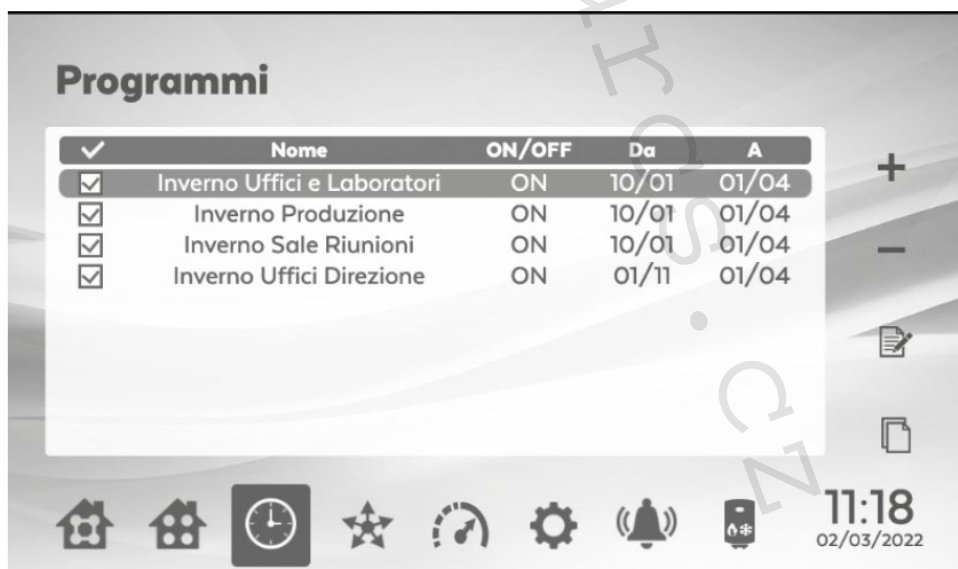 Programmi
Nome ON/OFF Da A
Inverno Uffici e Laboratori ON 10/01 01/04
Inverno Produzione ON 10/01 01/04
Inverno Sale Riunioni ON 10/01 01/04
Inverno Uffici Direzione ON 01/11 01/04
11:18
02/03/2022
arcs.cz